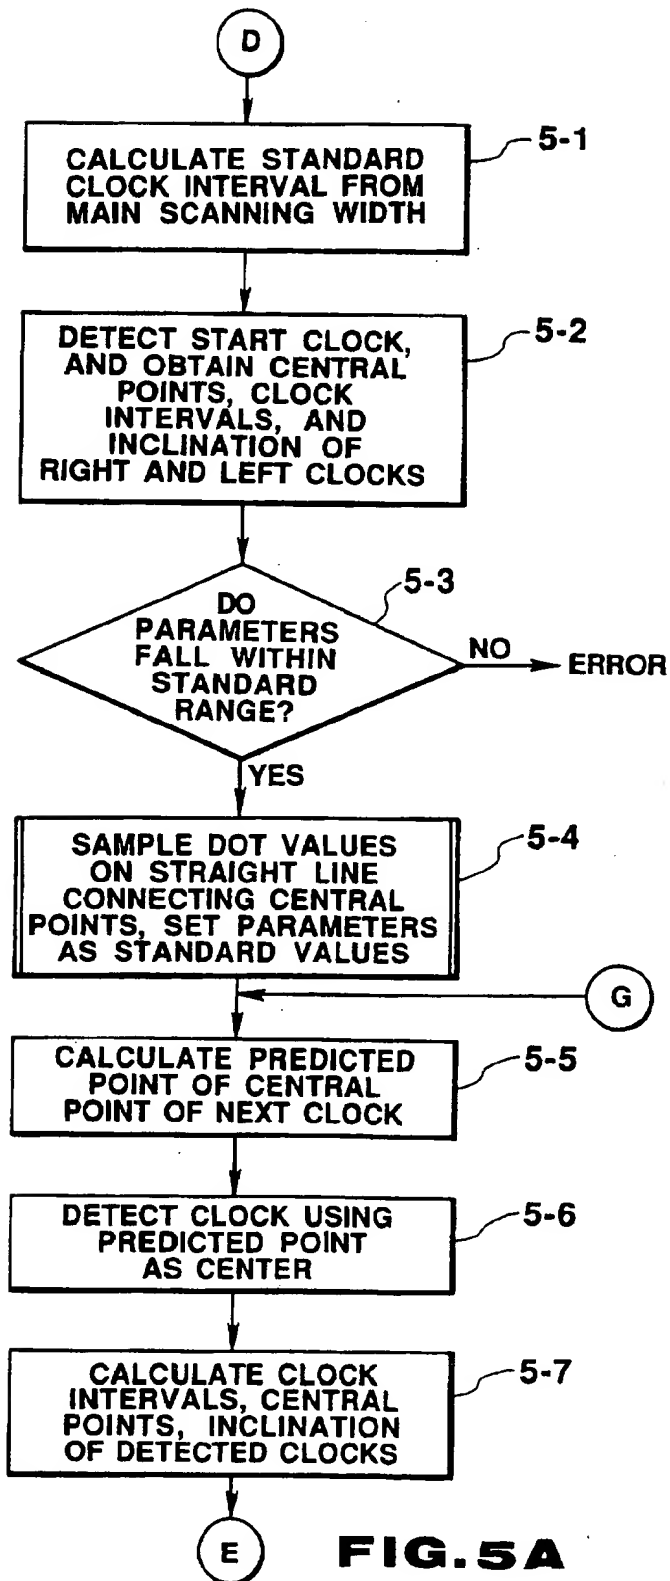 D
5-1
CALCULATE STANDARD
CLOCK INTERVAL FROM
MAIN SCANNING WIDTH
5-2
DETECT START CLOCK,
AND OBTAIN CENTRAL
POINTS, CLOCK
INTERVALS, AND
INCLINATION OF
RIGHT AND LEFT CLOCKS
5-3
DO
PARAMETERS
FALL WITHIN
STANDARD
RANGE?
NO
ERROR
YES
5-4
SAMPLE DOT VALUES
ON STRAIGHT LINE
CONNECTING CENTRAL
POINTS, SET PARAMETERS
AS STANDARD VALUES
G
5-5
CALCULATE PREDICTED
POINT OF CENTRAL
POINT OF NEXT CLOCK
5-6
DETECT CLOCK USING
PREDICTED POINT
AS CENTER
5-7
CALCULATE CLOCK
INTERVALS, CENTRAL
POINTS, INCLINATION
OF DETECTED CLOCKS
E
FIG.5A